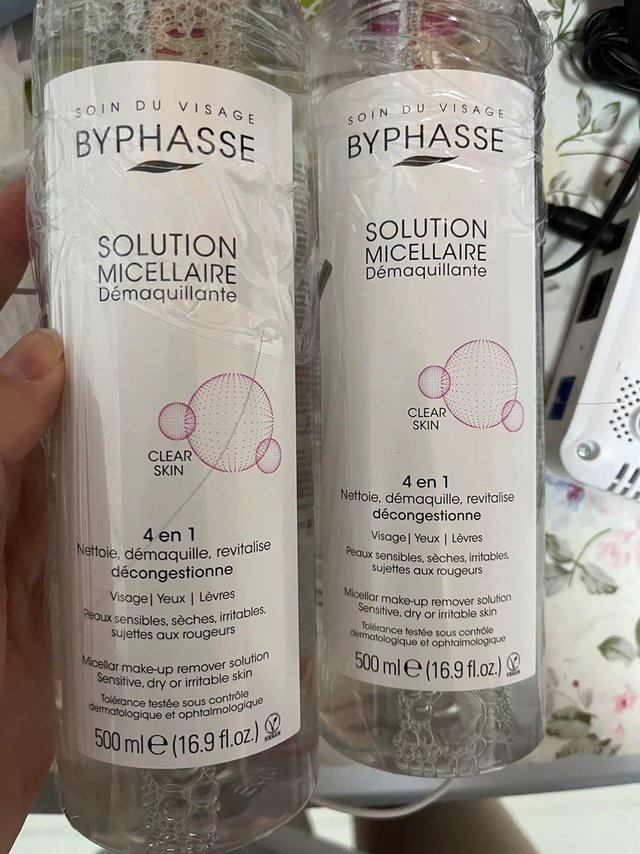 SOIN DU VISAGE
BYPHASSE
SOLUTION
MICELLAIRE
Démaquillante
CLEAR
SKIN
4 en 1
Nettoie, démaquille, revitalise
décongestionne
Visage| Yeux | Lèvres
Peaux sensibles, sèches, irritables,
sujettes aux rougeurs
Micellar make-up remover solution
Sensitive, dry or irritable skin
Tolérance testée sous contrôle
dermatologique et ophtalmologique
500 ml e (16.9 fl.oz.)
VEGAN
SOIN DU VISAGE
BYPHASSE
SOLUTION
MICELLAIRE
Démaquillante
CLEAR
SKIN
4 en 1
Nettoie, démaquille, revitalise
décongestionne
Visage| Yeux | Lèvres
Peaux sensibles, sèches, irritables,
sujettes aux rougeurs
Micellar make-up remover solution
Sensitive, dry or irritable skin
Tolérance testée sous contrôle
dermatologique et ophtalmologique
500 ml e (16.9 fl.oz.)
VEGAN